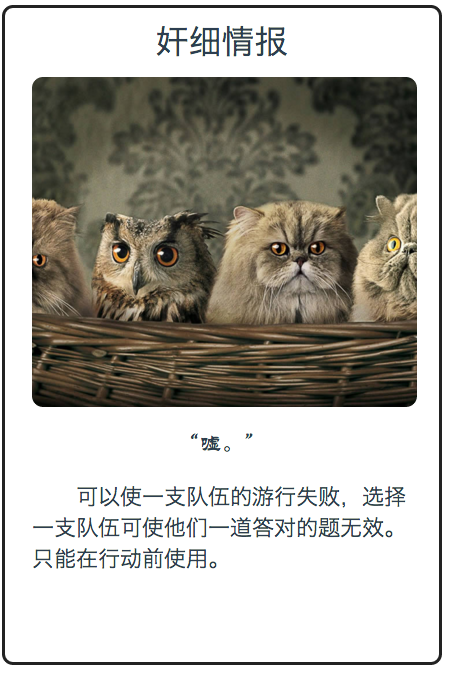 奸细情报
“嘘。”
可以使一支队伍的游行失败，选择
一支队伍可使他们一道答对的题无效。
只能在行动前使用。